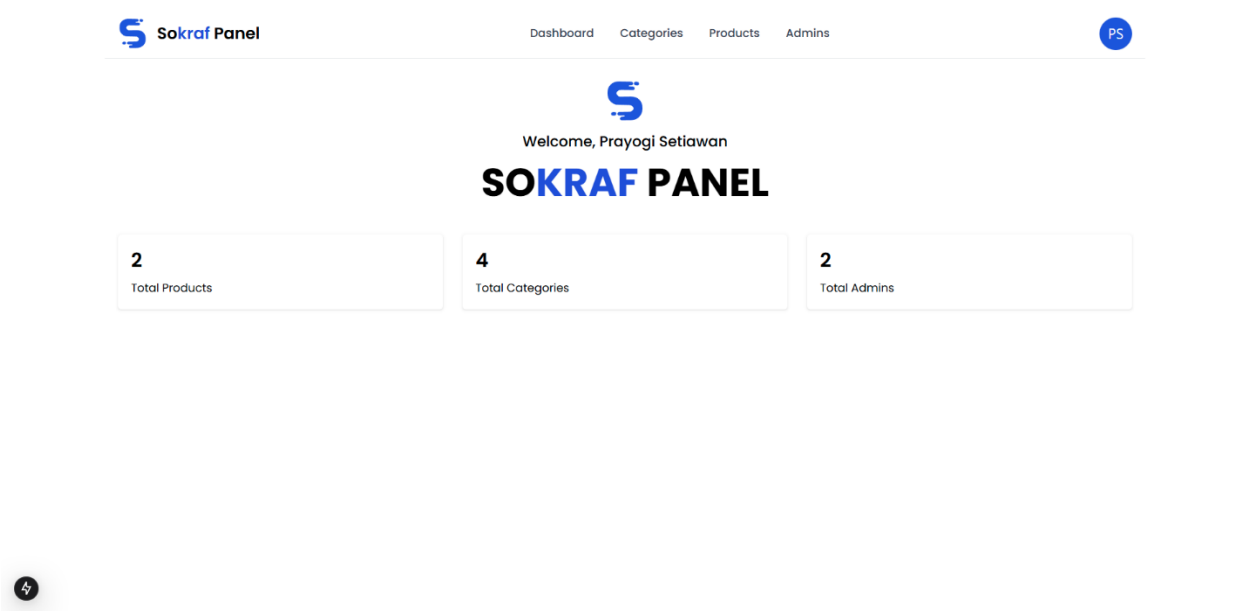 Sokraf Panel
Dashboard Categories Products Admins
PS
Welcome, Prayogi Setiawan
SOKRAF PANEL
2
Total Products
4
Total Categories
2
Total Admins